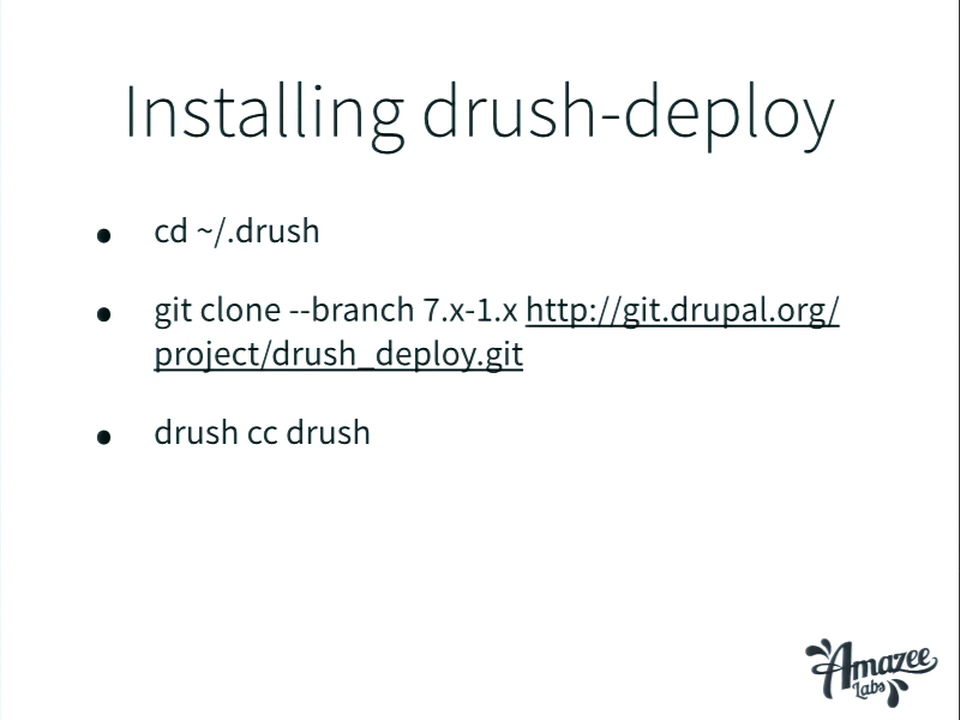 Installing drush-deploy
• cd ~/.drush
• git clone --branch 7.x-1.x http://git.drupal.org/
project/drush_deploy.git
• drush cc drush
Amazee
Labs